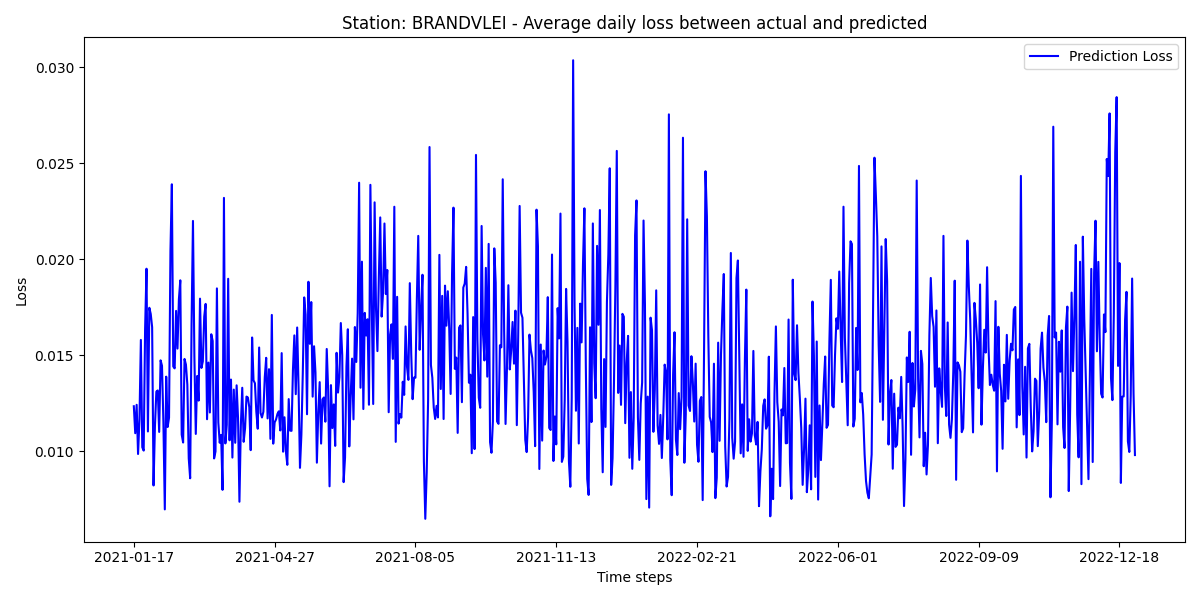 Station: BRANDVLEI - Average daily loss between actual and predicted
Prediction Loss
0.030
0.025
0.020
0.015
0.010
Loss
2021-01-17 2021-04-27 2021-08-05 2021-11-13 2022-02-21 2022-06-01 2022-09-09 2022-12-18
Time steps